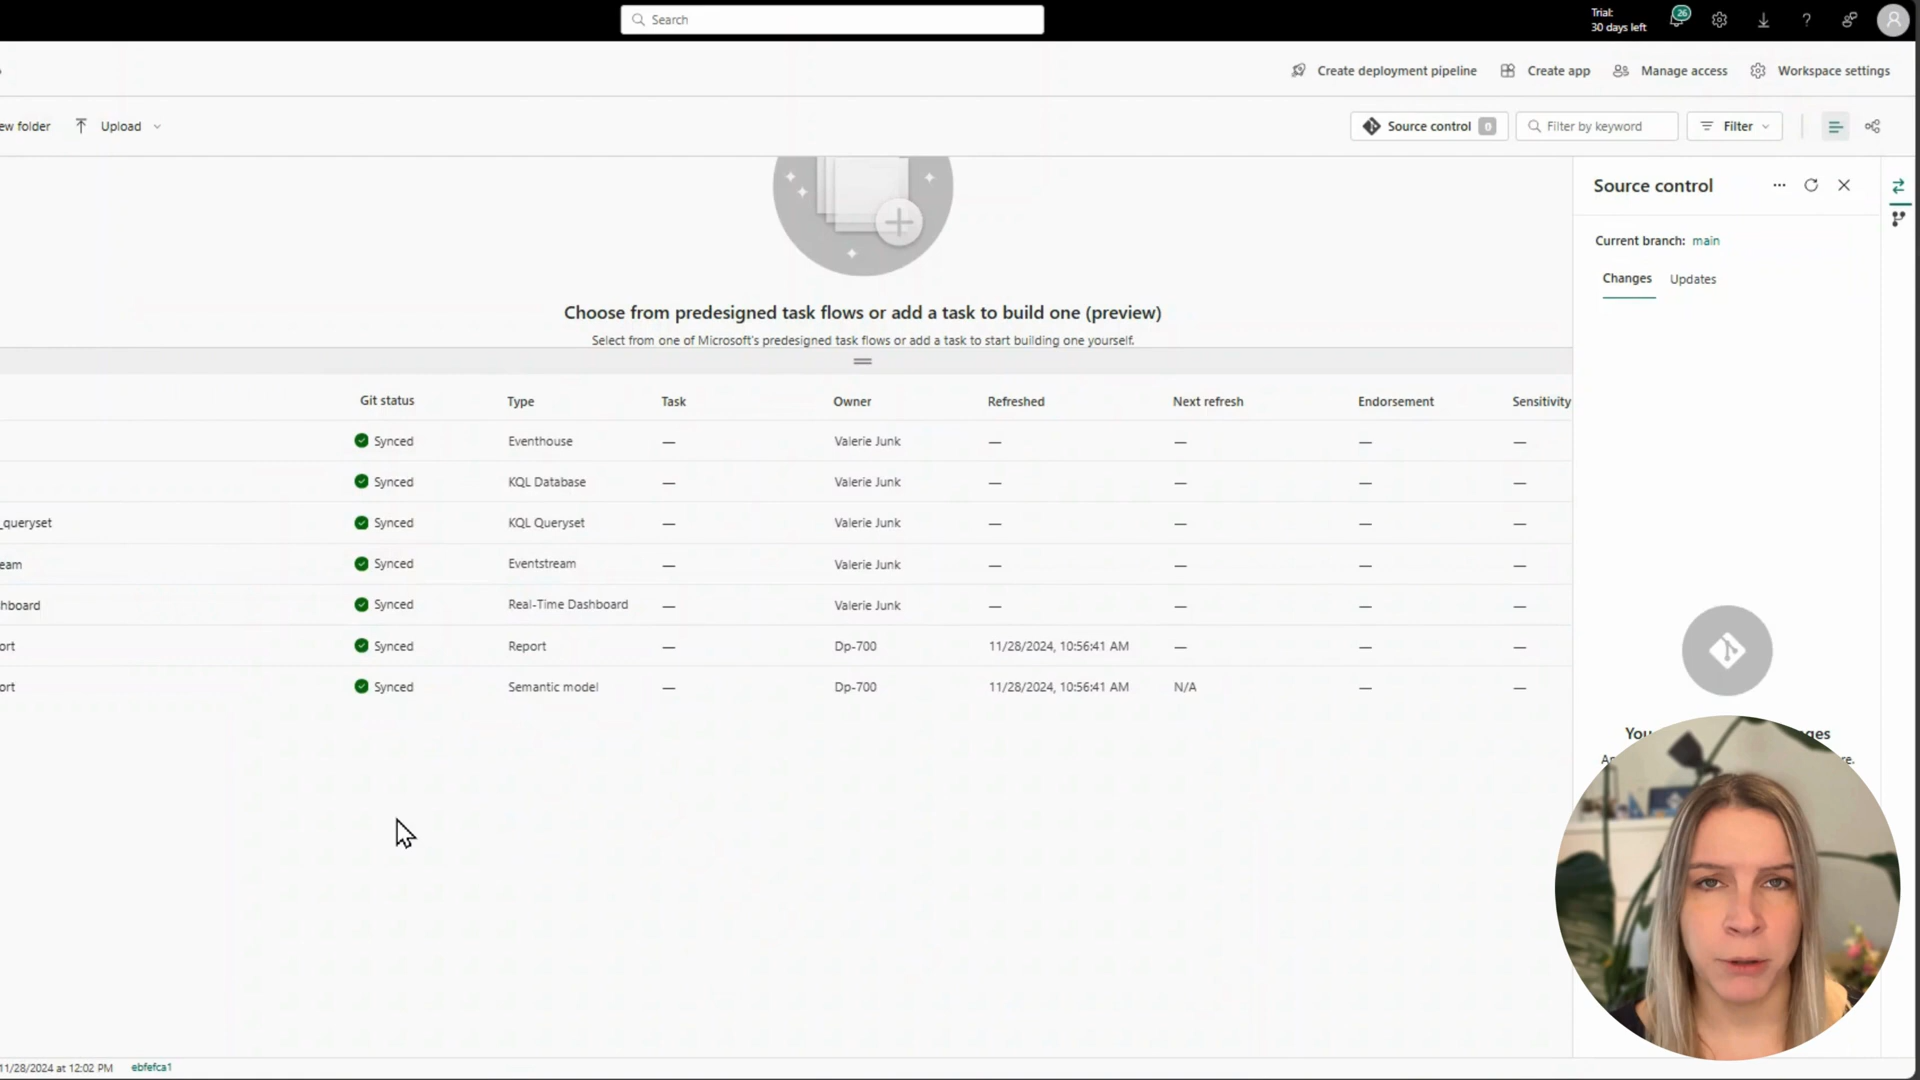 Search
Trial:
30 days left
26
Create deployment pipeline
Create app
Manage access
Workspace settings
ew folder
Upload
Source control 0
Filter by keyword
Filter
Source control
Current branch: main
Changes
Updates
Choose from predesigned task flows or add a task to build one (preview)
Select from one of Microsoft's predesigned task flows or add a task to start building one yourself.
Git status Type Task Owner Refreshed Next refresh Endorsement Sensitivity
Synced Eventhouse — Valerie Junk — — — —
Synced KQL Database — Valerie Junk — — — —
_queryset Synced KQL Queryset — Valerie Junk — — — —
eam Synced Eventstream — Valerie Junk — — — —
hboard Synced Real-Time Dashboard — Valerie Junk — — — —
ort Synced Report — Dp-700 11/28/2024, 10:56:41 AM — — —
ort Synced Semantic model — Dp-700 11/28/2024, 10:56:41 AM N/A — —
11/28/2024 at 12:02 PM ebfefca1